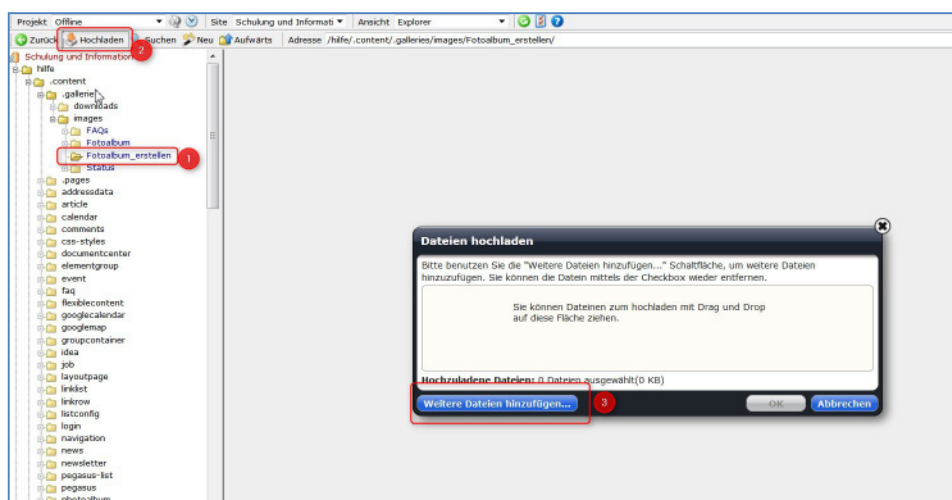 Projekt Offline Site Schulung und Informati Ansicht Explorer
Zurück Hochladen Suchen Neu Aufwärts Adresse /hilfe/.content/.galleries/images/Fotoalbum_erstellen/
2
Schulung und Information
hilfe
.content
.gallerie
downloads
images
FAQs
Fotoalbum
Fotoalbum_erstellen
1
Status
.pages
addressdata
article
calendar
comments
css-styles
documentcenter
elementgroup
event
faq
flexiblecontent
googlecalendar
googlemap
groupcontainer
idea
job
layoutpage
linklist
linkrow
listconfig
login
navigation
news
newsletter
pegasus-list
pegasus
photoalbum
Dateien hochladen
Bitte benutzen Sie die "Weitere Dateien hinzufügen..." Schaltfläche, um weitere Dateien
hinzuzufügen. Sie können die Dateien mittels der Checkbox wieder entfernen.
Sie können Dateinen zum hochladen mit Drag und Drop
auf diese Fläche ziehen.
Hochzuladene Dateien: 0 Dateien ausgewählt(0 KB)
Weitere Dateien hinzufügen... 3 OK Abbrechen